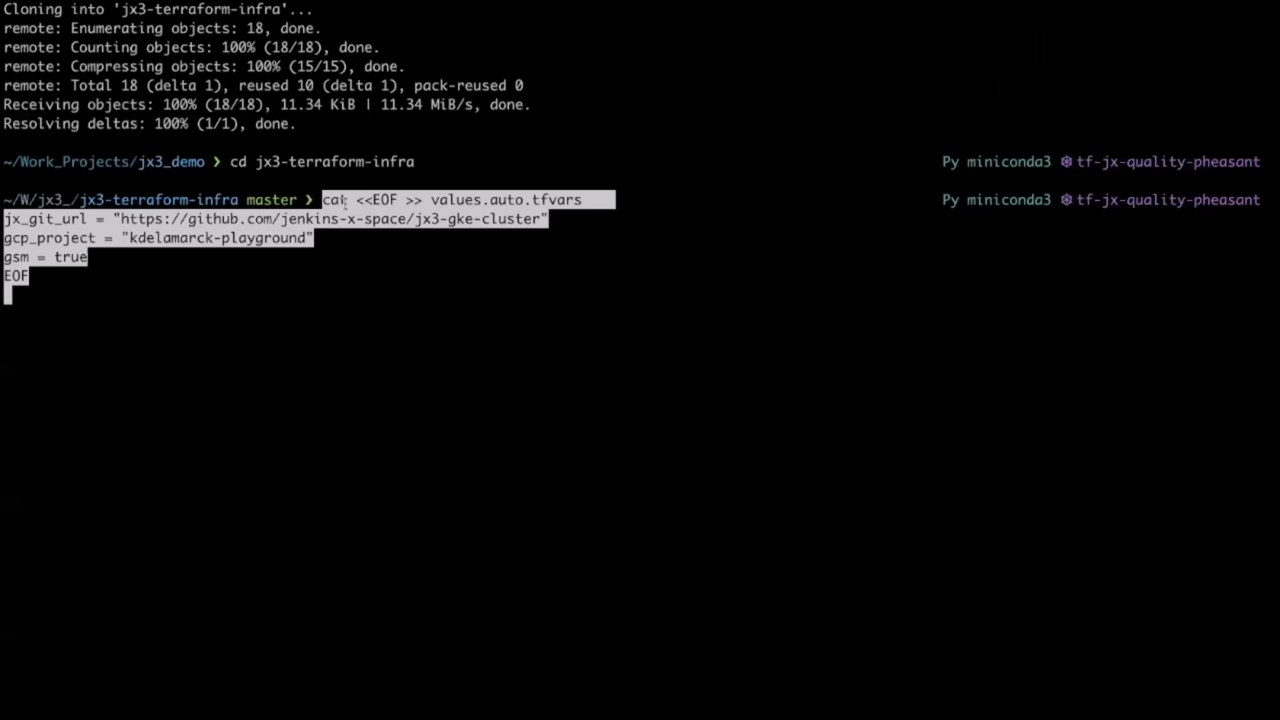 Cloning into 'jx3-terraform-infra'...
remote: Enumerating objects: 18, done.
remote: Counting objects: 100% (18/18), done.
remote: Compressing objects: 100% (15/15), done.
remote: Total 18 (delta 1), reused 10 (delta 1), pack-reused 0
Receiving objects: 100% (18/18), 11.34 KiB | 11.34 MiB/s, done.
Resolving deltas: 100% (1/1), done.
~/Work_Projects/jx3_demo ❯ cd jx3-terraform-infra Py miniconda3 ⎈ tf-jx-quality-pheasant
~/W/jx3_/jx3-terraform-infra master ❯ cat <<EOF >> values.auto.tfvars Py miniconda3 ⎈ tf-jx-quality-pheasant
jx_git_url = "https://github.com/jenkins-x-space/jx3-gke-cluster"
gcp_project = "kdelamarck-playground"
gsm = true
EOF